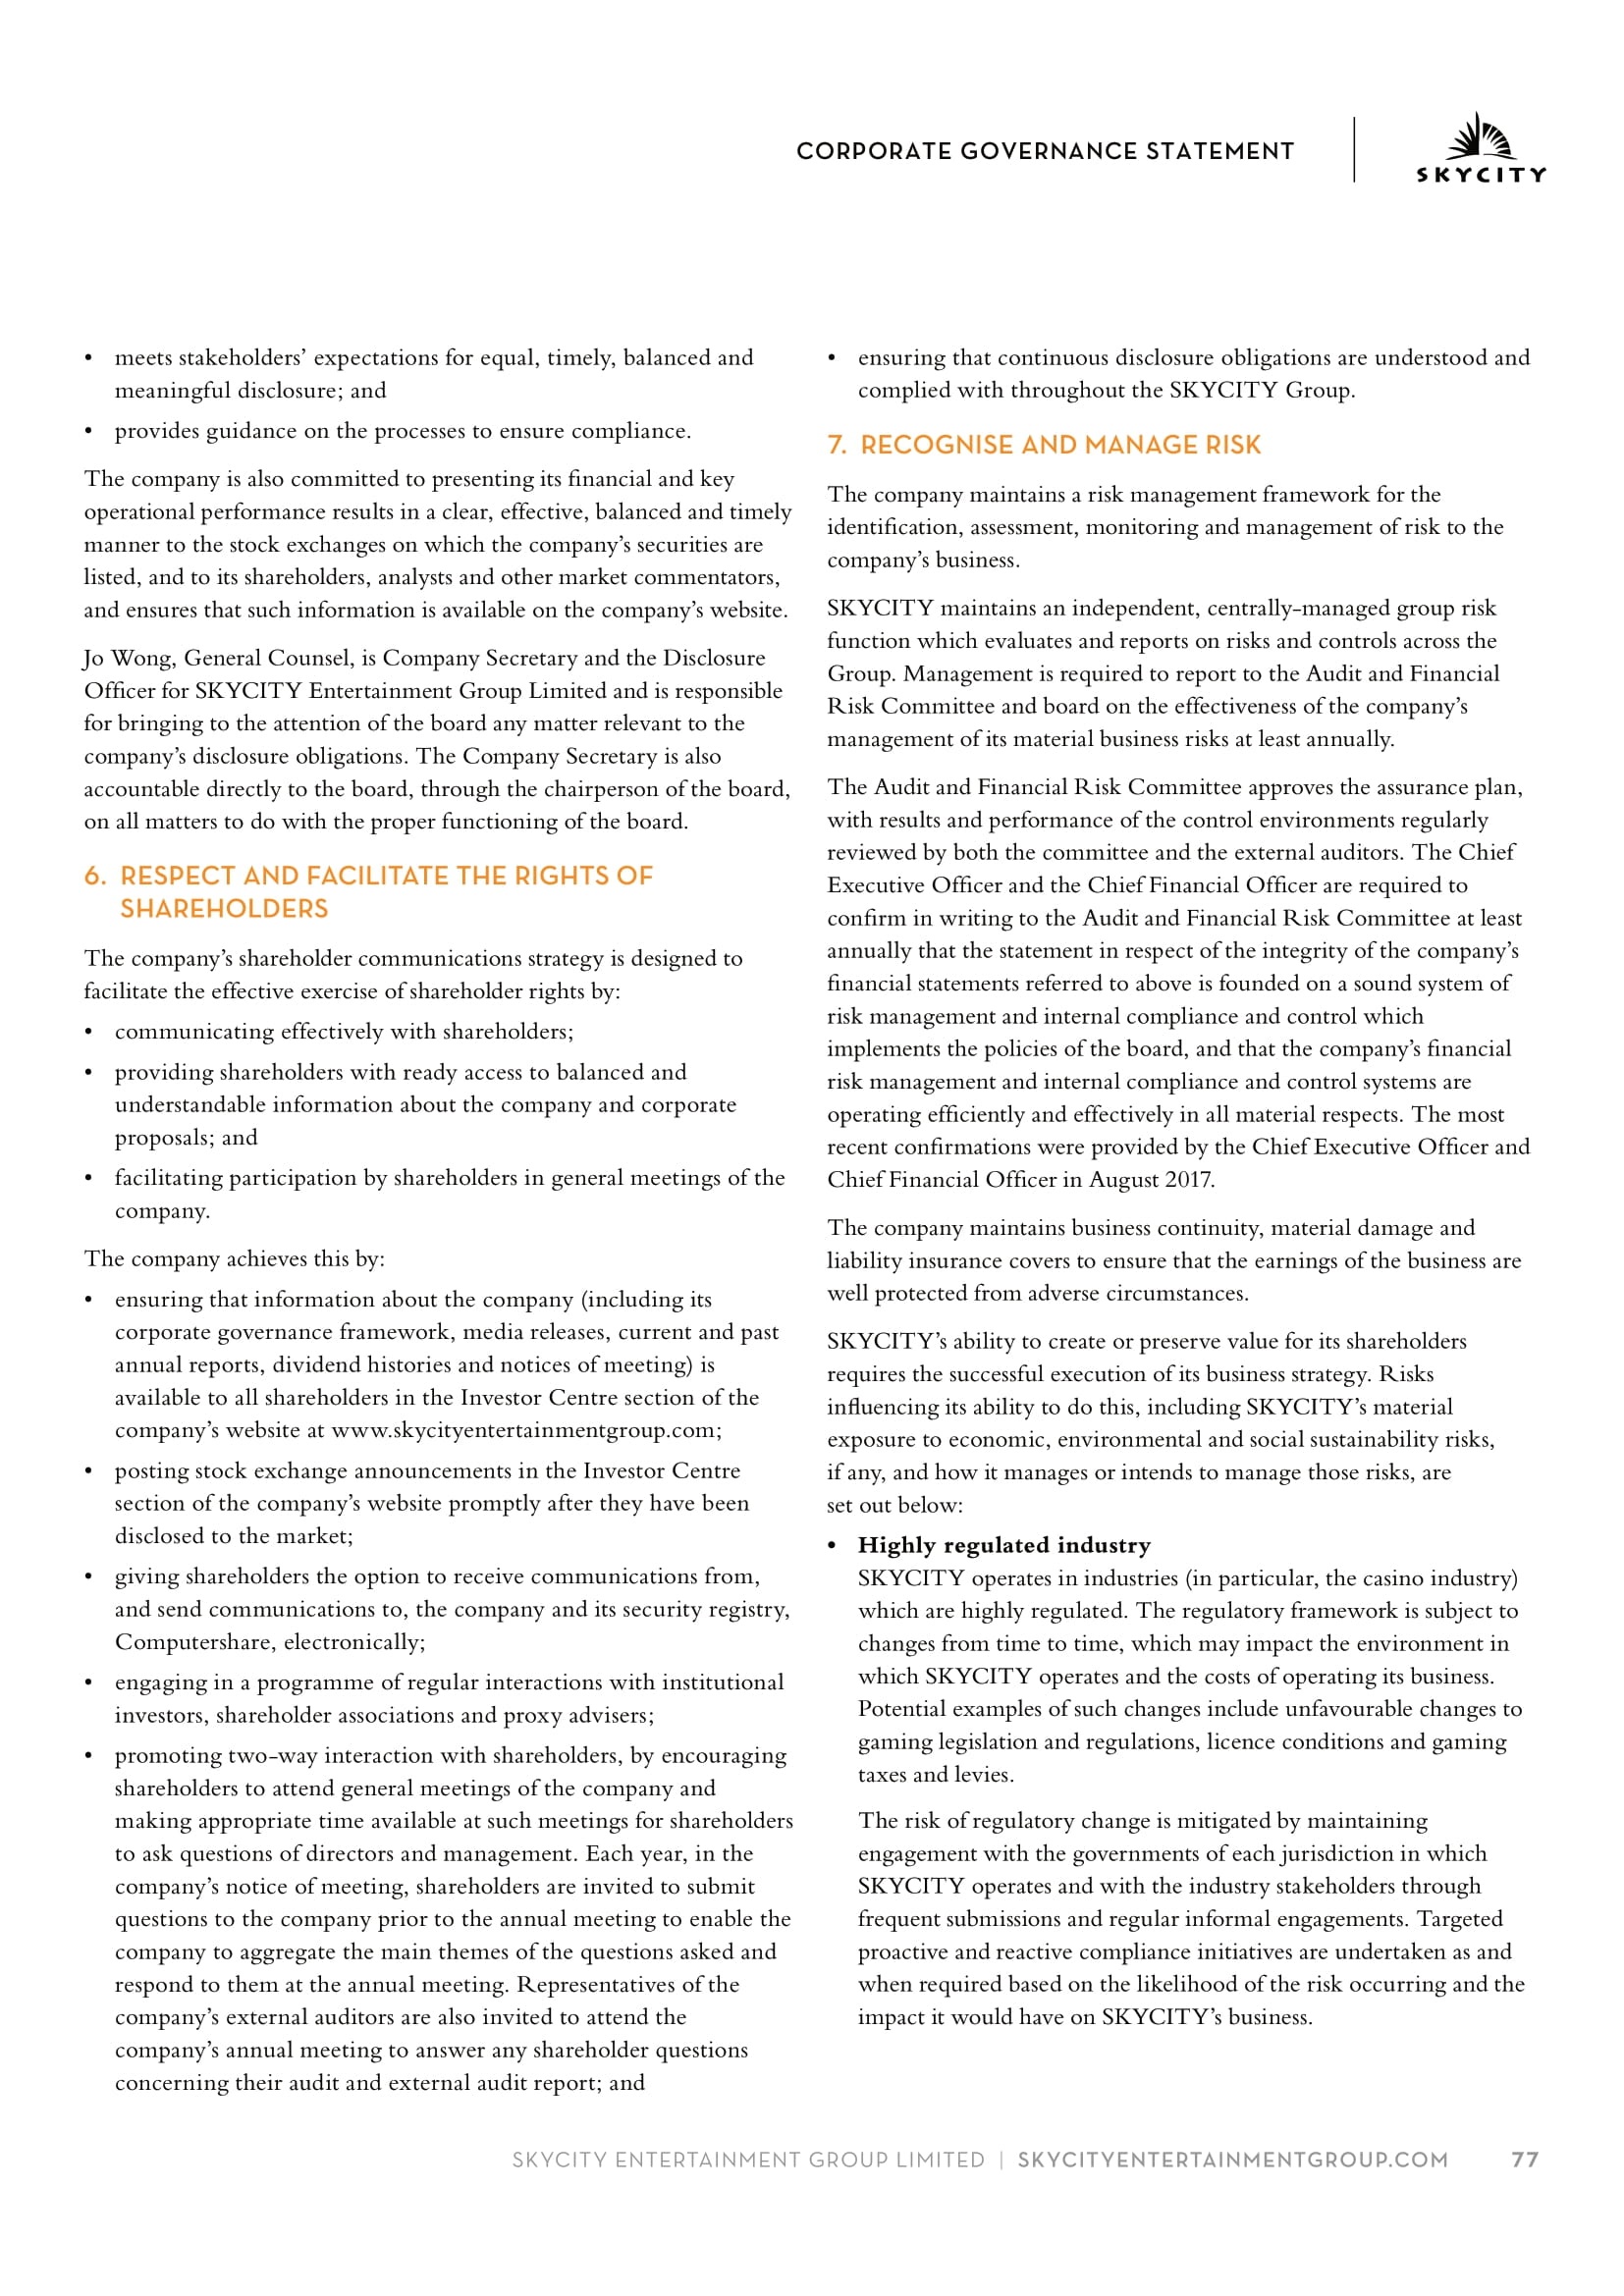 CORPORATE GOVERNANCE STATEMENT
SKYCITY
• meets stakeholders’ expectations for equal, timely, balanced and
meaningful disclosure; and
• provides guidance on the processes to ensure compliance.
The company is also committed to presenting its financial and key
operational performance results in a clear, effective, balanced and timely
manner to the stock exchanges on which the company’s securities are
listed, and to its shareholders, analysts and other market commentators,
and ensures that such information is available on the company’s website.
Jo Wong, General Counsel, is Company Secretary and the Disclosure
Officer for SKYCITY Entertainment Group Limited and is responsible
for bringing to the attention of the board any matter relevant to the
company’s disclosure obligations. The Company Secretary is also
accountable directly to the board, through the chairperson of the board,
on all matters to do with the proper functioning of the board.
6. RESPECT AND FACILITATE THE RIGHTS OF
SHAREHOLDERS
The company’s shareholder communications strategy is designed to
facilitate the effective exercise of shareholder rights by:
• communicating effectively with shareholders;
• providing shareholders with ready access to balanced and
understandable information about the company and corporate
proposals; and
• facilitating participation by shareholders in general meetings of the
company.
The company achieves this by:
• ensuring that information about the company (including its
corporate governance framework, media releases, current and past
annual reports, dividend histories and notices of meeting) is
available to all shareholders in the Investor Centre section of the
company’s website at www.skycityentertainmentgroup.com;
• posting stock exchange announcements in the Investor Centre
section of the company’s website promptly after they have been
disclosed to the market;
• giving shareholders the option to receive communications from,
and send communications to, the company and its security registry,
Computershare, electronically;
• engaging in a programme of regular interactions with institutional
investors, shareholder associations and proxy advisers;
• promoting two-way interaction with shareholders, by encouraging
shareholders to attend general meetings of the company and
making appropriate time available at such meetings for shareholders
to ask questions of directors and management. Each year, in the
company’s notice of meeting, shareholders are invited to submit
questions to the company prior to the annual meeting to enable the
company to aggregate the main themes of the questions asked and
respond to them at the annual meeting. Representatives of the
company’s external auditors are also invited to attend the
company’s annual meeting to answer any shareholder questions
concerning their audit and external audit report; and
• ensuring that continuous disclosure obligations are understood and
complied with throughout the SKYCITY Group.
7. RECOGNISE AND MANAGE RISK
The company maintains a risk management framework for the
identification, assessment, monitoring and management of risk to the
company’s business.
SKYCITY maintains an independent, centrally-managed group risk
function which evaluates and reports on risks and controls across the
Group. Management is required to report to the Audit and Financial
Risk Committee and board on the effectiveness of the company’s
management of its material business risks at least annually.
The Audit and Financial Risk Committee approves the assurance plan,
with results and performance of the control environments regularly
reviewed by both the committee and the external auditors. The Chief
Executive Officer and the Chief Financial Officer are required to
confirm in writing to the Audit and Financial Risk Committee at least
annually that the statement in respect of the integrity of the company’s
financial statements referred to above is founded on a sound system of
risk management and internal compliance and control which
implements the policies of the board, and that the company’s financial
risk management and internal compliance and control systems are
operating efficiently and effectively in all material respects. The most
recent confirmations were provided by the Chief Executive Officer and
Chief Financial Officer in August 2017.
The company maintains business continuity, material damage and
liability insurance covers to ensure that the earnings of the business are
well protected from adverse circumstances.
SKYCITY’s ability to create or preserve value for its shareholders
requires the successful execution of its business strategy. Risks
influencing its ability to do this, including SKYCITY’s material
exposure to economic, environmental and social sustainability risks,
if any, and how it manages or intends to manage those risks, are
set out below:
• Highly regulated industry
SKYCITY operates in industries (in particular, the casino industry)
which are highly regulated. The regulatory framework is subject to
changes from time to time, which may impact the environment in
which SKYCITY operates and the costs of operating its business.
Potential examples of such changes include unfavourable changes to
gaming legislation and regulations, licence conditions and gaming
taxes and levies.
The risk of regulatory change is mitigated by maintaining
engagement with the governments of each jurisdiction in which
SKYCITY operates and with the industry stakeholders through
frequent submissions and regular informal engagements. Targeted
proactive and reactive compliance initiatives are undertaken as and
when required based on the likelihood of the risk occurring and the
impact it would have on SKYCITY’s business.
SKYCITY ENTERTAINMENT GROUP LIMITED | SKYCITYENTERTAINMENTGROUP.COM 77